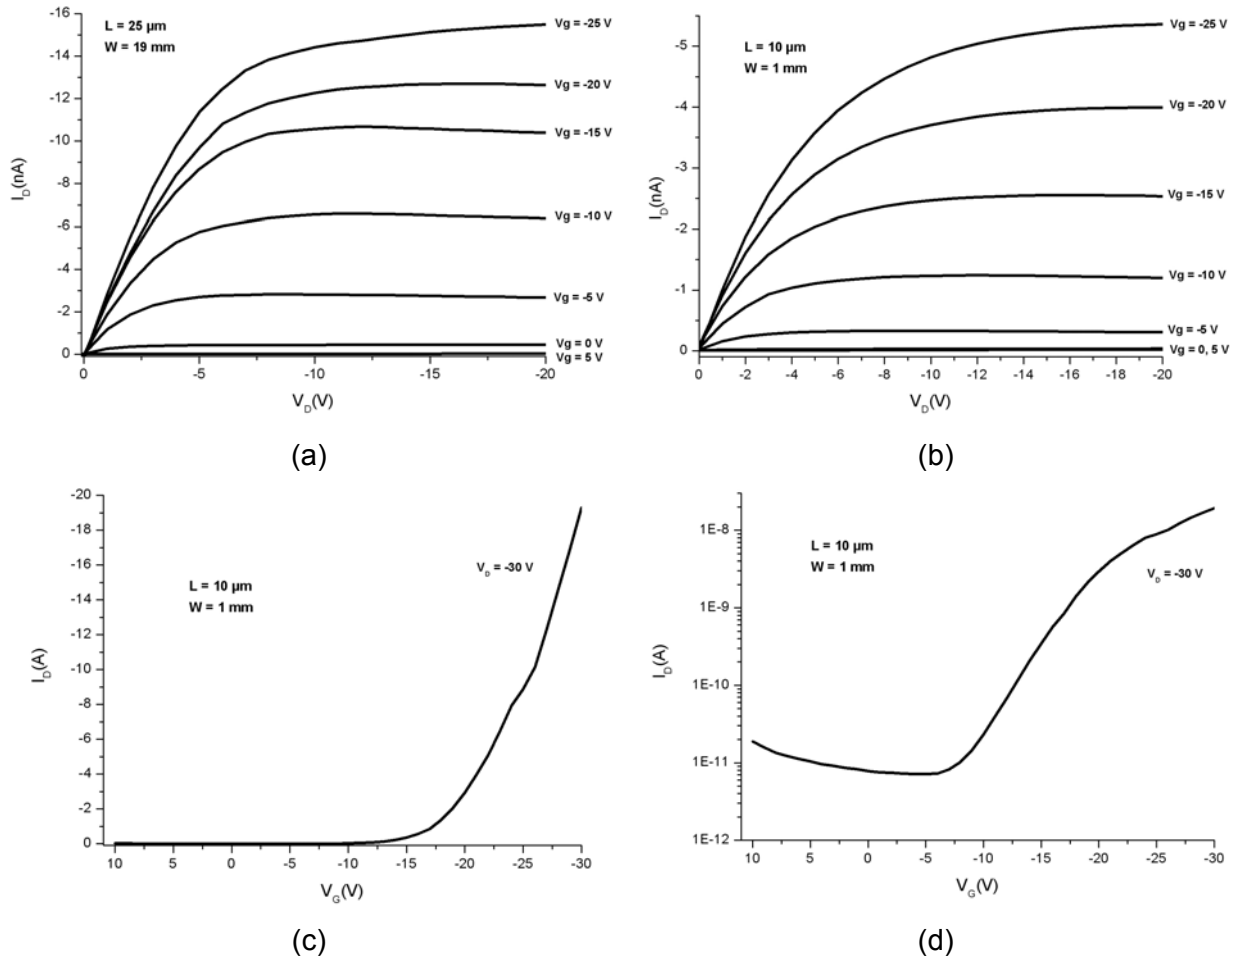 -16
-14
-12
-10
-8
-6
-4
-2
0
I_D(nA)
L = 25 µm
W = 19 mm
Vg = -25 V
Vg = -20 V
Vg = -15 V
Vg = -10 V
Vg = -5 V
Vg = 0 V
Vg = 5 V
0 -5 -10 -15 -20
V_D(V)
(a)
-5
-4
-3
-2
-1
0
I_D(nA)
L = 10 µm
W = 1 mm
Vg = -25 V
Vg = -20 V
Vg = -15 V
Vg = -10 V
Vg = -5 V
Vg = 0, 5 V
0 -2 -4 -6 -8 -10 -12 -14 -16 -18 -20
V_D(V)
(b)
-20
-18
-16
-14
-12
-10
-8
-6
-4
-2
0
I_D(A)
L = 10 µm
W = 1 mm
V_D = -30 V
10 5 0 -5 -10 -15 -20 -25 -30
V_G(V)
(c)
1E-8
1E-9
1E-10
1E-11
1E-12
I_D(A)
L = 10 µm
W = 1 mm
V_D = -30 V
10 5 0 -5 -10 -15 -20 -25 -30
V_G(V)
(d)